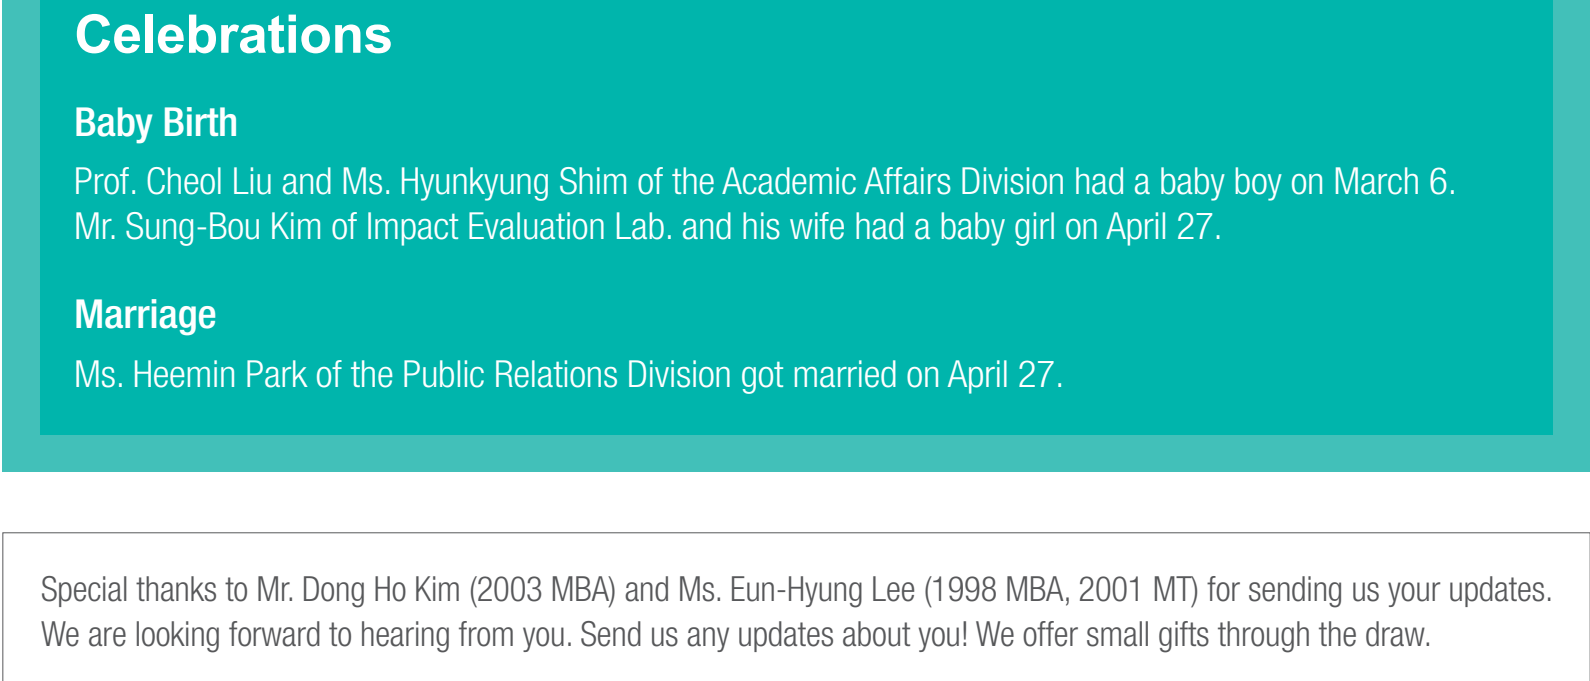 Celebrations
Baby Birth
Prof. Cheol Liu and Ms. Hyunkyung Shim of the Academic Affairs Division had a baby boy on March 6.
Mr. Sung-Bou Kim of Impact Evaluation Lab. and his wife had a baby girl on April 27.
Marriage
Ms. Heemin Park of the Public Relations Division got married on April 27.
Special thanks to Mr. Dong Ho Kim (2003 MBA) and Ms. Eun-Hyung Lee (1998 MBA, 2001 MT) for sending us your updates.
We are looking forward to hearing from you. Send us any updates about you! We offer small gifts through the draw.